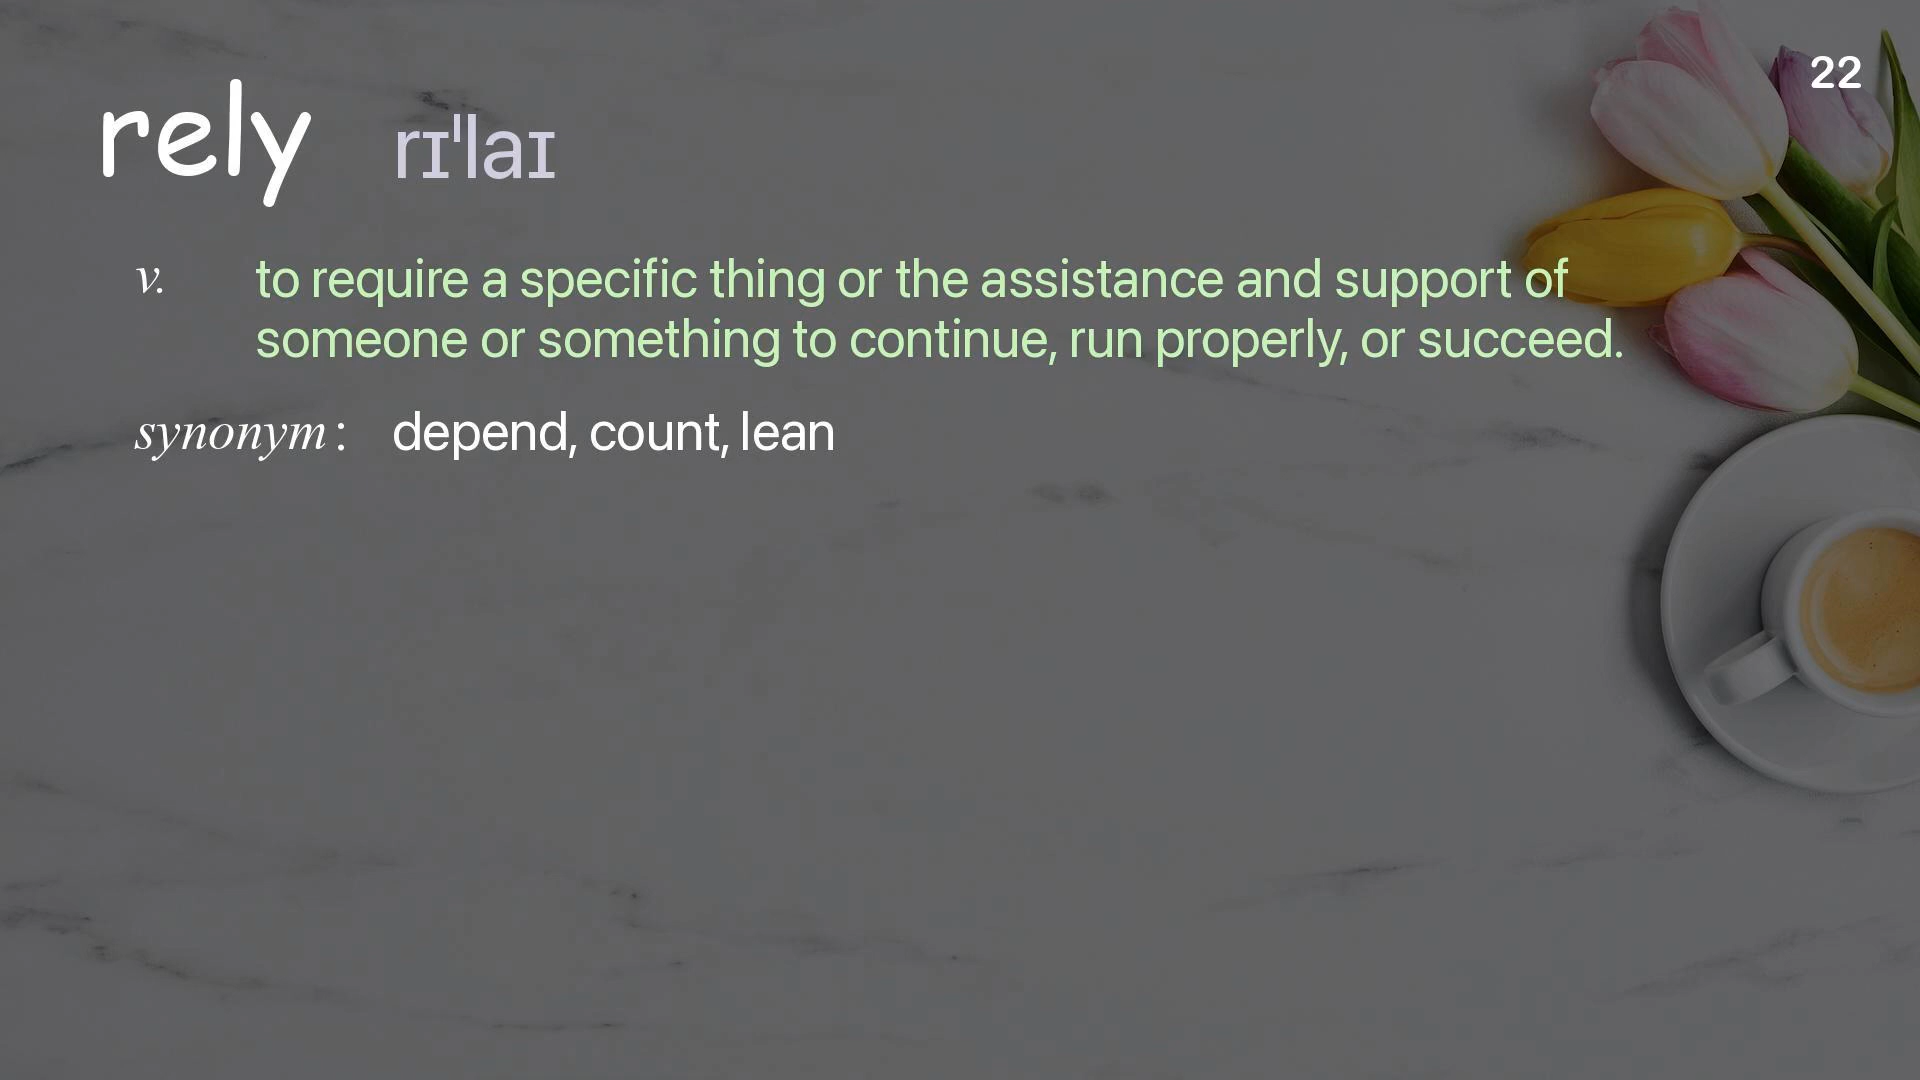 22
rely rɪˈlaɪ
v. to require a specific thing or the assistance and support of
someone or something to continue, run properly, or succeed.
synonym : depend, count, lean